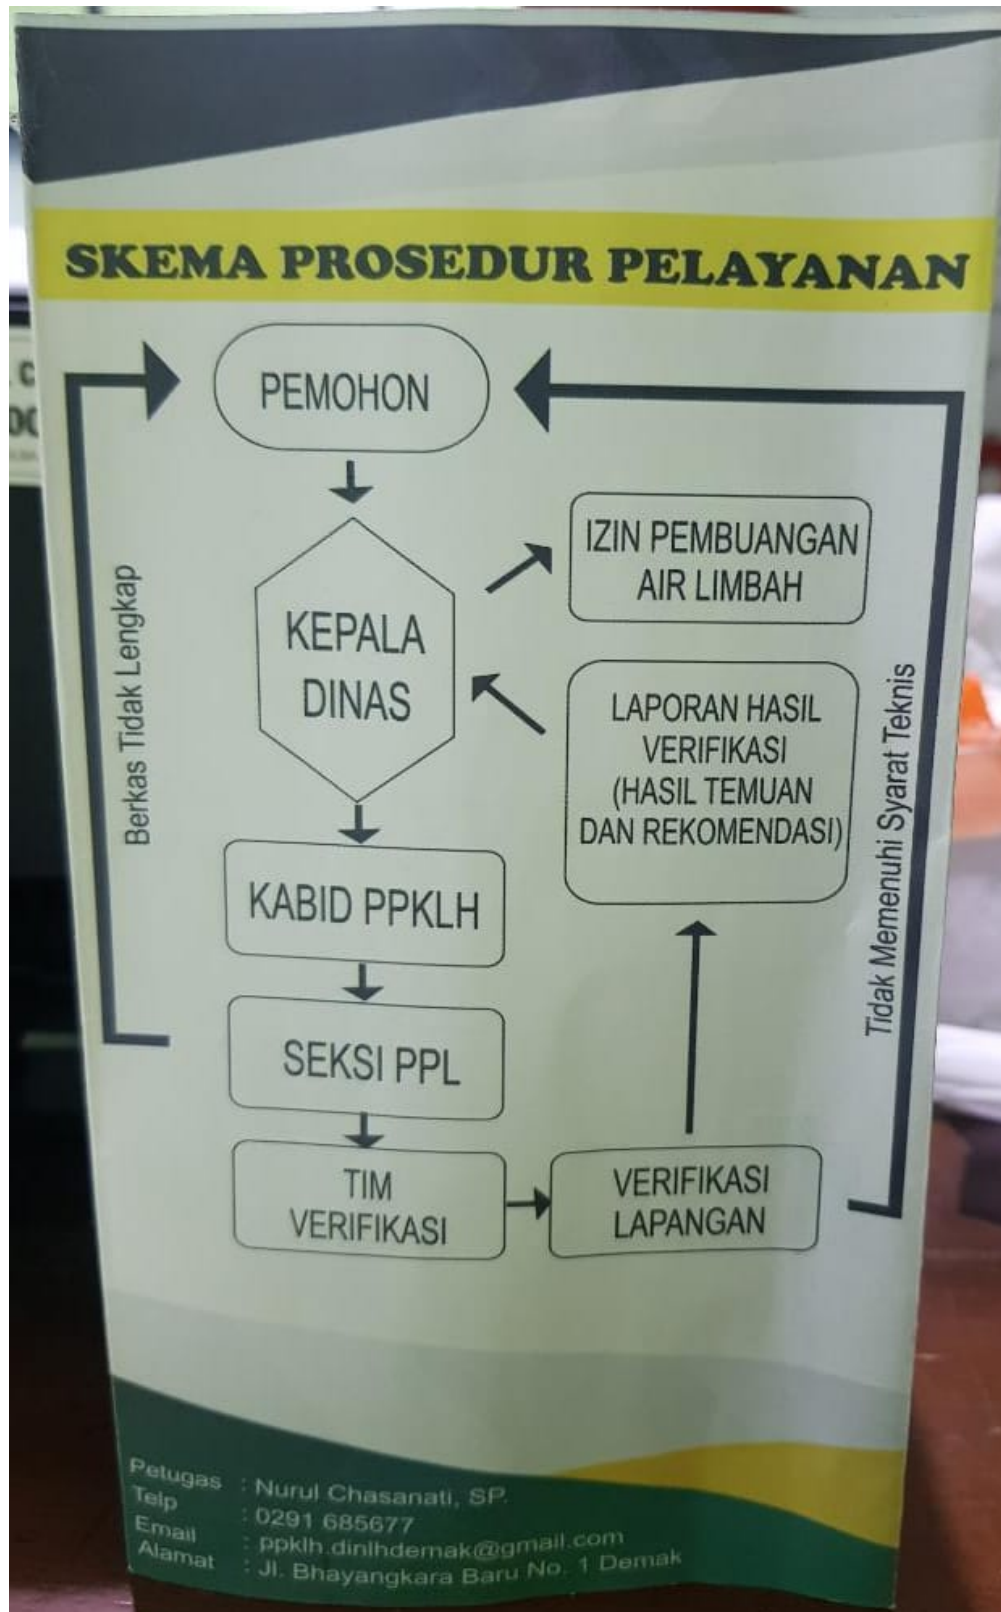 SKEMA PROSEDUR PELAYANAN
PEMOHON
IZIN PEMBUANGAN
AIR LIMBAH
KEPALA
DINAS
LAPORAN HASIL
VERIFIKASI
(HASIL TEMUAN
DAN REKOMENDASI)
Berkas Tidak Lengkap
Tidak Memenuhi Syarat Teknis
KABID PPKLH
SEKSI PPL
TIM
VERIFIKASI
VERIFIKASI
LAPANGAN
Petugas : Nurul Chasanati, SP.
Telp : 0291 685677
Email : ppklh.dinlhdemak@gmail.com
Alamat : Jl. Bhayangkara Baru No. 1 Demak